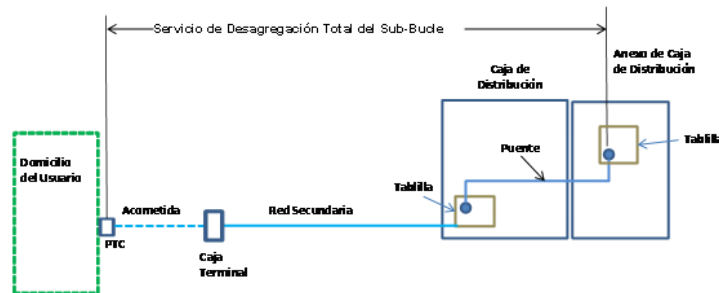 Servicio de Desagregación Total del Sub-Bucle
Anexo de Caja
de Distribución
Caja de
Distribución
Tablilla
Puente
Domicilio
del Usuario
Tablilla
Acometida
Red Secundaria
PTC
Caja
Terminal